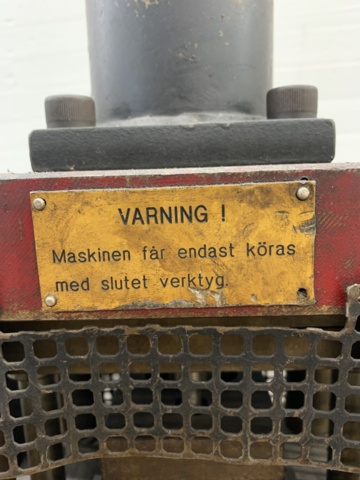 VARNING !
Maskinen får endast köras
med slutet verktyg.